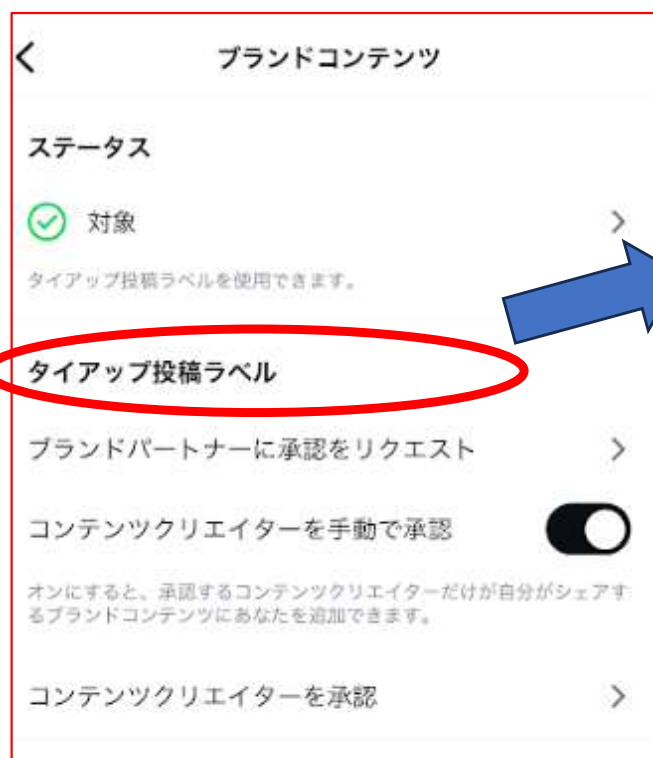 ブランドコンテンツ
ステータス
対象
タイアップ投稿ラベルを使用できます。
タイアップ投稿ラベル
ブランドパートナーに承認をリクエスト
コンテンツクリエイターを手動で承認
オンにすると、承認するコンテンツクリエイターだけが自分がシェアす
るブランドコンテンツにあなたを追加できます。
コンテンツクリエイターを承認